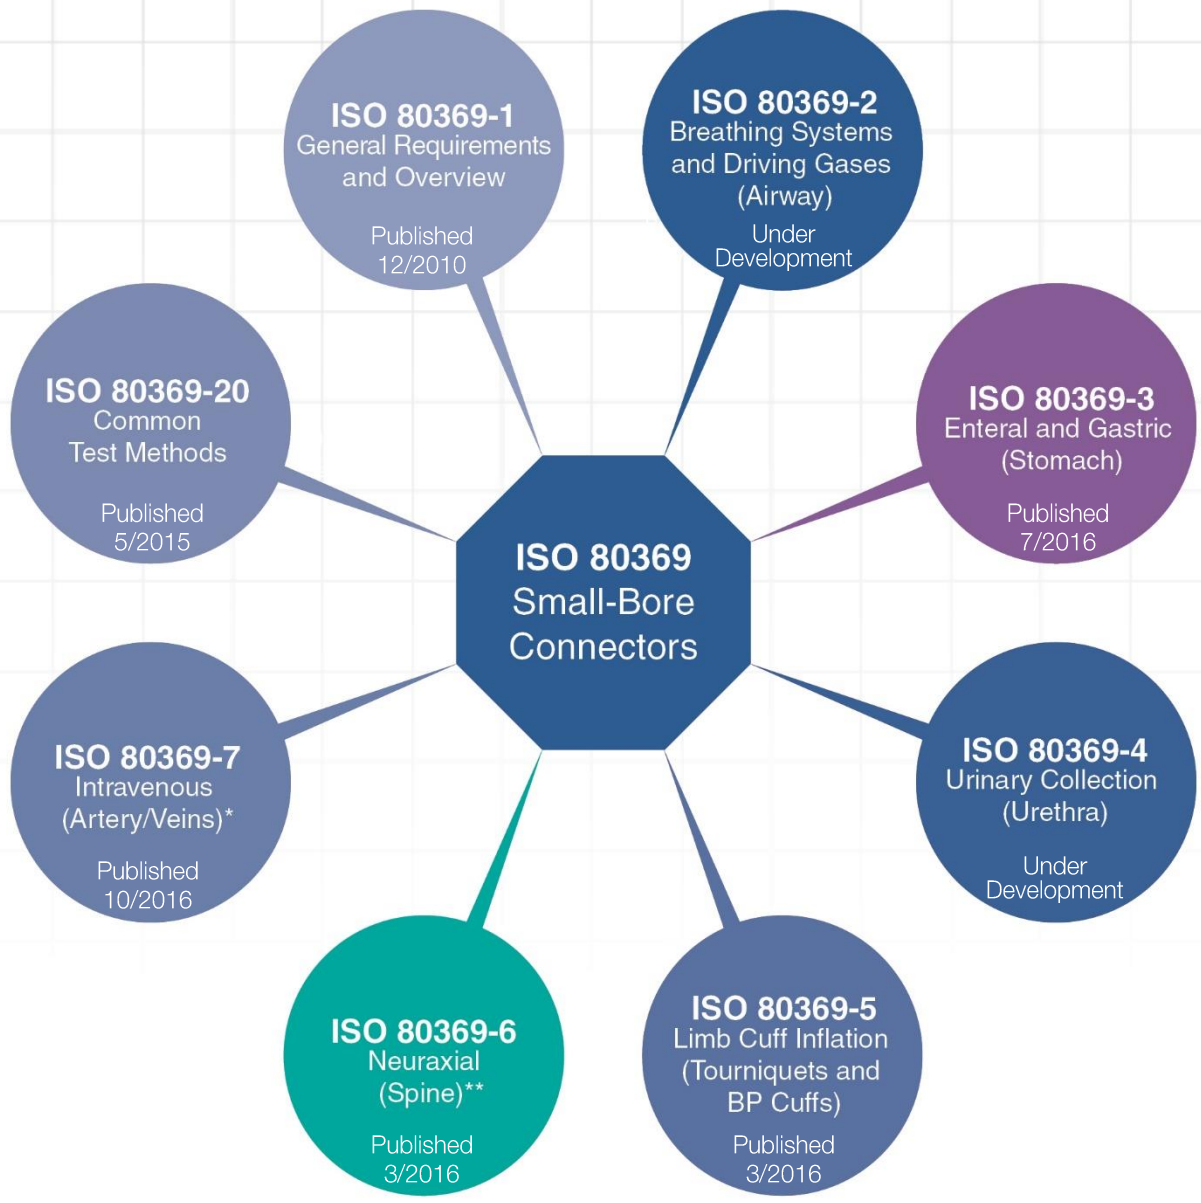 ISO 80369-1
General Requirements
and Overview
Published
12/2010
ISO 80369-2
Breathing Systems
and Driving Gases
(Airway)
Under
Development
ISO 80369-20
Common
Test Methods
Published
5/2015
ISO 80369-3
Enteral and Gastric
(Stomach)
Published
7/2016
ISO 80369
Small-Bore
Connectors
ISO 80369-7
Intravenous
(Artery/Veins)*
Published
10/2016
ISO 80369-4
Urinary Collection
(Urethra)
Under
Development
ISO 80369-6
Neuraxial
(Spine)**
Published
3/2016
ISO 80369-5
Limb Cuff Inflation
(Tourniquets and
BP Cuffs)
Published
3/2016